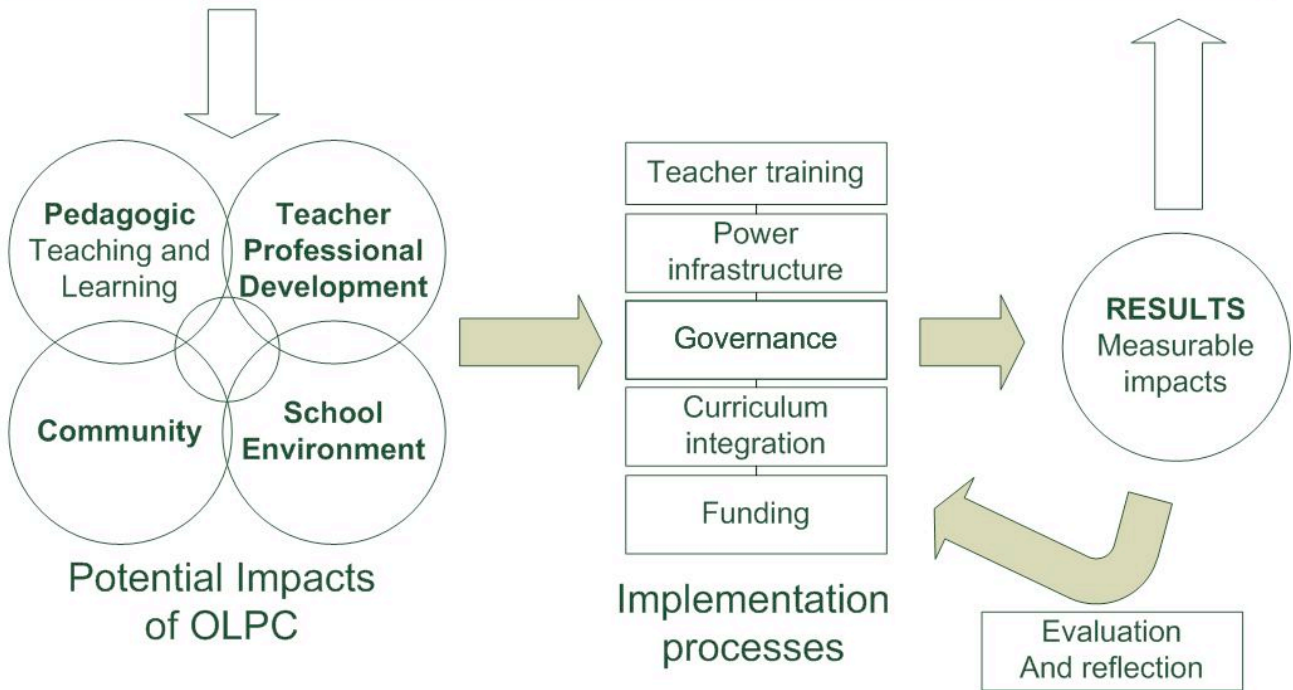 Pedagogic
Teaching and
Learning
Teacher
Professional
Development
Community
School
Environment
Potential Impacts
of OLPC
Teacher training
Power
infrastructure
Governance
Curriculum
integration
Funding
Implementation
processes
RESULTS
Measurable
impacts
Evaluation
And reflection